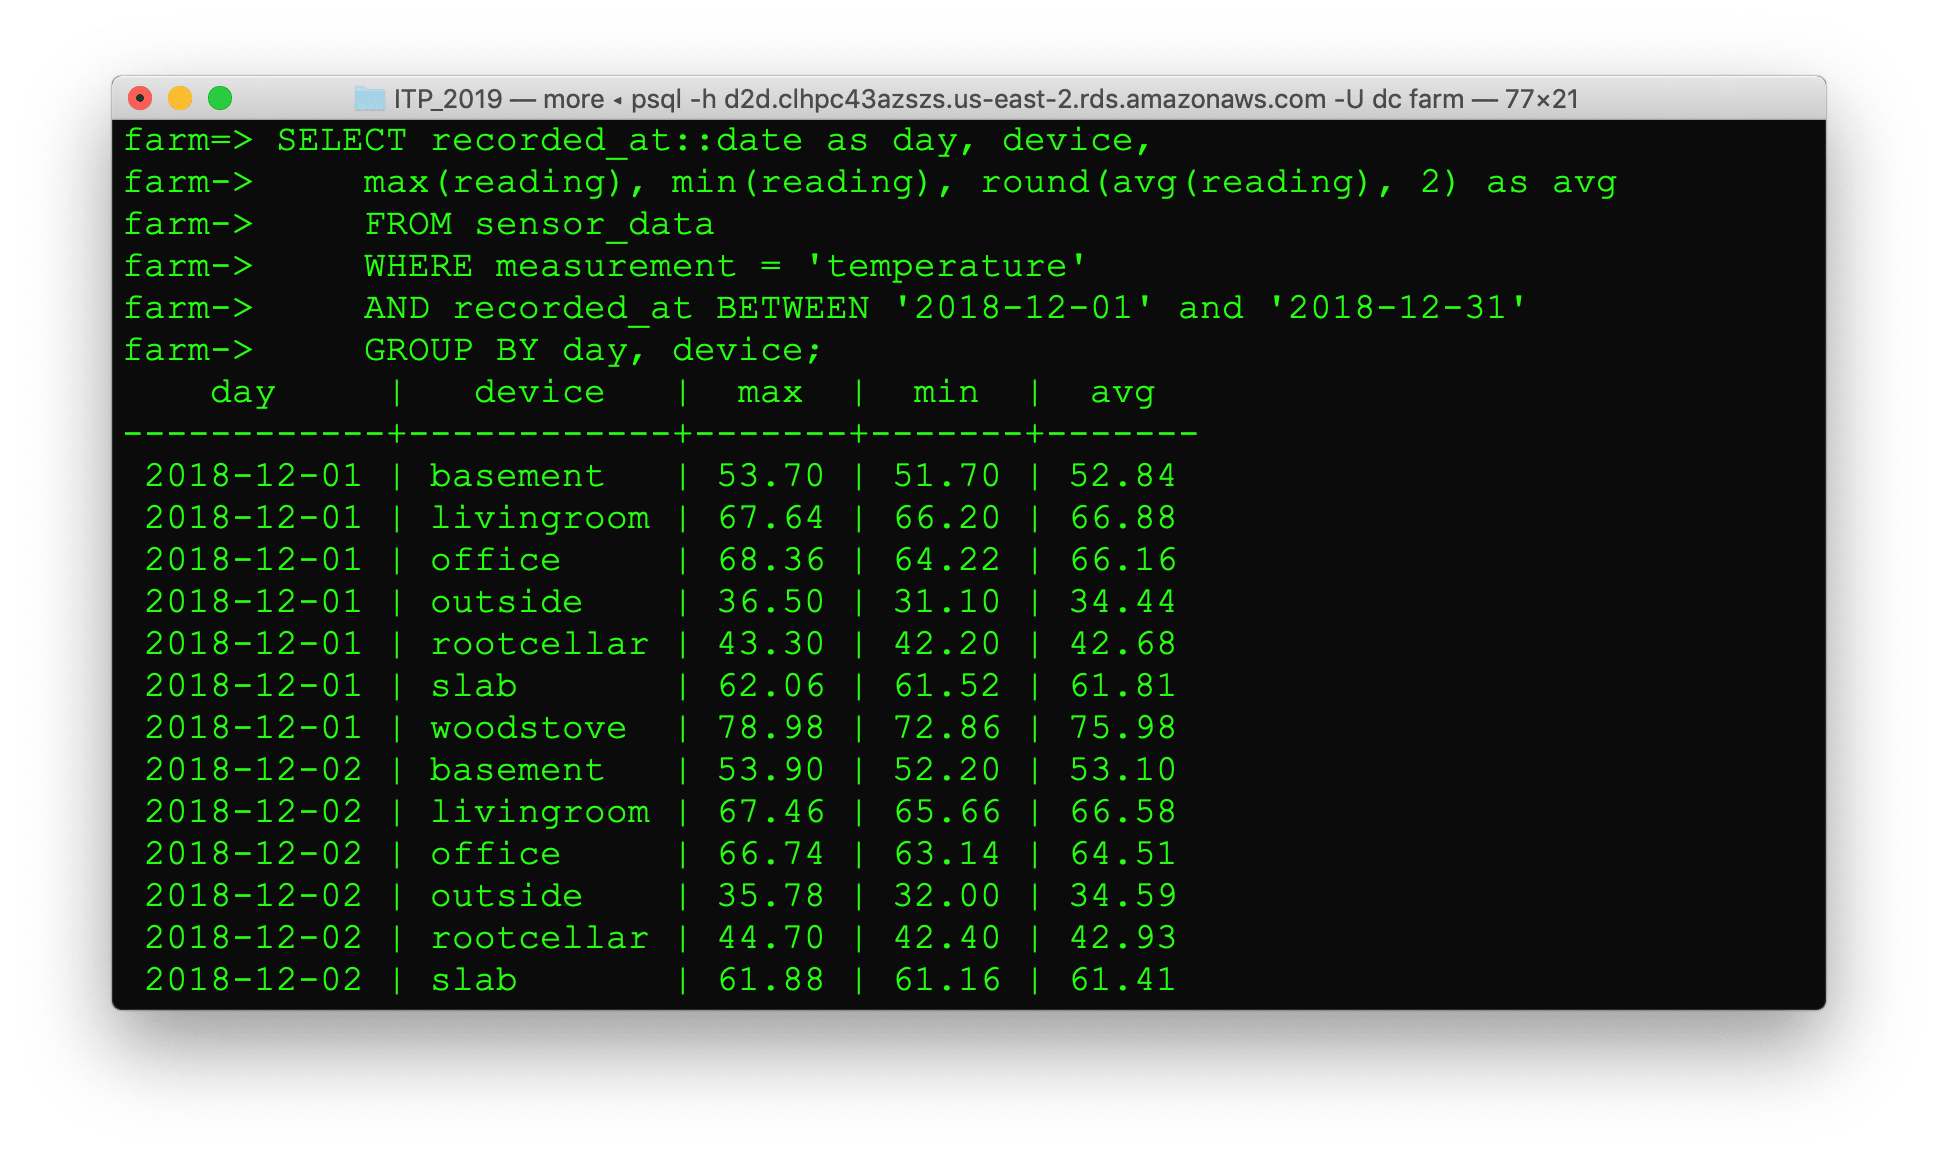 ITP_2019 — more ◂ psql -h d2d.clhpc43azszs.us-east-2.rds.amazonaws.com -U dc farm — 77×21
farm=> SELECT recorded_at::date as day, device,
farm->     max(reading), min(reading), round(avg(reading), 2) as avg
farm->     FROM sensor_data
farm->     WHERE measurement = 'temperature'
farm->     AND recorded_at BETWEEN '2018-12-01' and '2018-12-31'
farm->     GROUP BY day, device;
    day     |   device   |  max  |  min  |  avg
------------+------------+-------+-------+-------
 2018-12-01 | basement   | 53.70 | 51.70 | 52.84
 2018-12-01 | livingroom | 67.64 | 66.20 | 66.88
 2018-12-01 | office     | 68.36 | 64.22 | 66.16
 2018-12-01 | outside    | 36.50 | 31.10 | 34.44
 2018-12-01 | rootcellar | 43.30 | 42.20 | 42.68
 2018-12-01 | slab       | 62.06 | 61.52 | 61.81
 2018-12-01 | woodstove  | 78.98 | 72.86 | 75.98
 2018-12-02 | basement   | 53.90 | 52.20 | 53.10
 2018-12-02 | livingroom | 67.46 | 65.66 | 66.58
 2018-12-02 | office     | 66.74 | 63.14 | 64.51
 2018-12-02 | outside    | 35.78 | 32.00 | 34.59
 2018-12-02 | rootcellar | 44.70 | 42.40 | 42.93
 2018-12-02 | slab       | 61.88 | 61.16 | 61.41